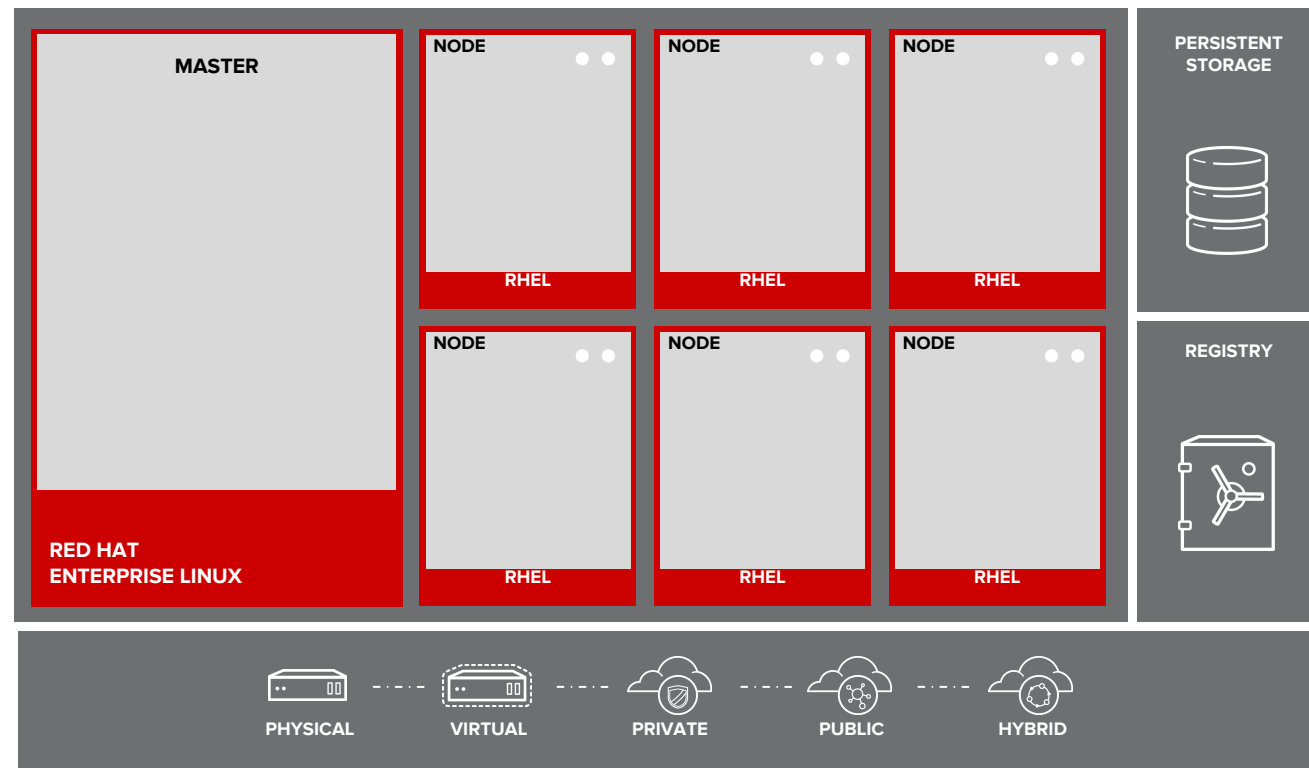 MASTER
RED HAT
ENTERPRISE LINUX
NODE
RHEL
NODE
RHEL
NODE
RHEL
NODE
RHEL
NODE
RHEL
NODE
RHEL
PERSISTENT
STORAGE
REGISTRY
PHYSICAL
VIRTUAL
PRIVATE
PUBLIC
HYBRID